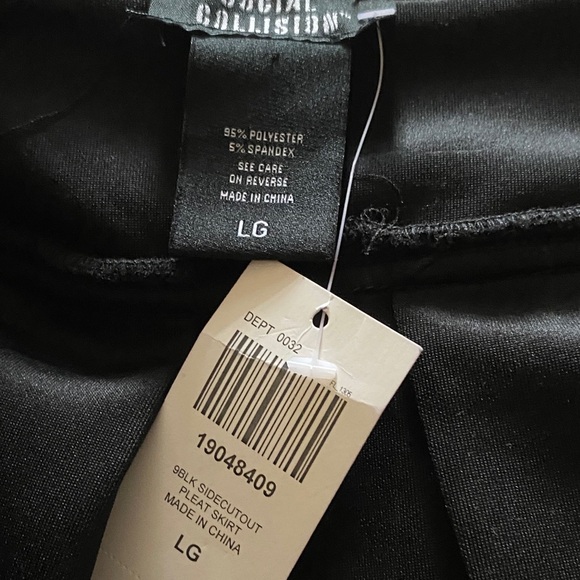 SOCIAL
COLLISION
95% POLYESTER
5% SPANDEX
SEE CARE
ON REVERSE
MADE IN CHINA
LG
DEPT 0032
19048409
9BLK SIDECUTOUT
PLEAT SKIRT
MADE IN CHINA
LG